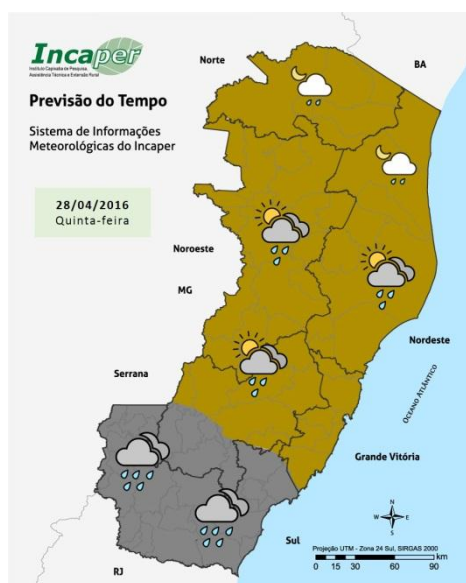 Incaper
Instituto Capixaba de Pesquisa,
Assistência Técnica e Extensão Rural
Previsão do Tempo
Sistema de Informações
Meteorológicas do Incaper
28/04/2016
Quinta-feira
Norte
BA
Noroeste
MG
Nordeste
Serrana
OCEANO ATLÂNTICO
Grande Vitória
N
W
E
S
Sul
RJ
Projeção UTM - Zona 24 Sul, SIRGAS 2000
km
0 15 30 60 90